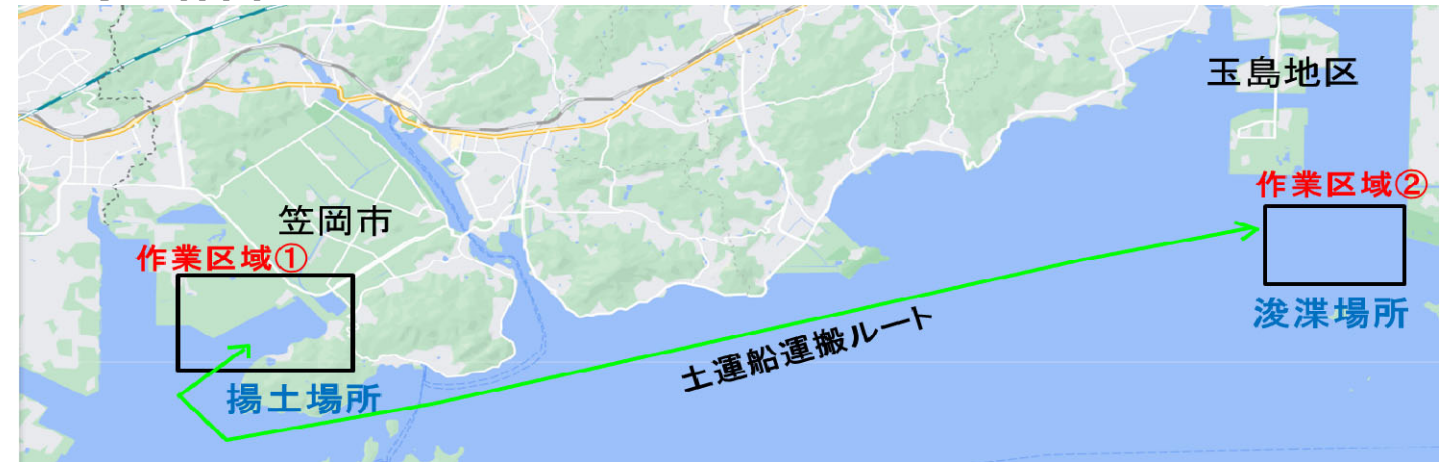 玉島地区
作業区域②
笠岡市
作業区域①
浚渫場所
土運船運搬ルート
揚土場所